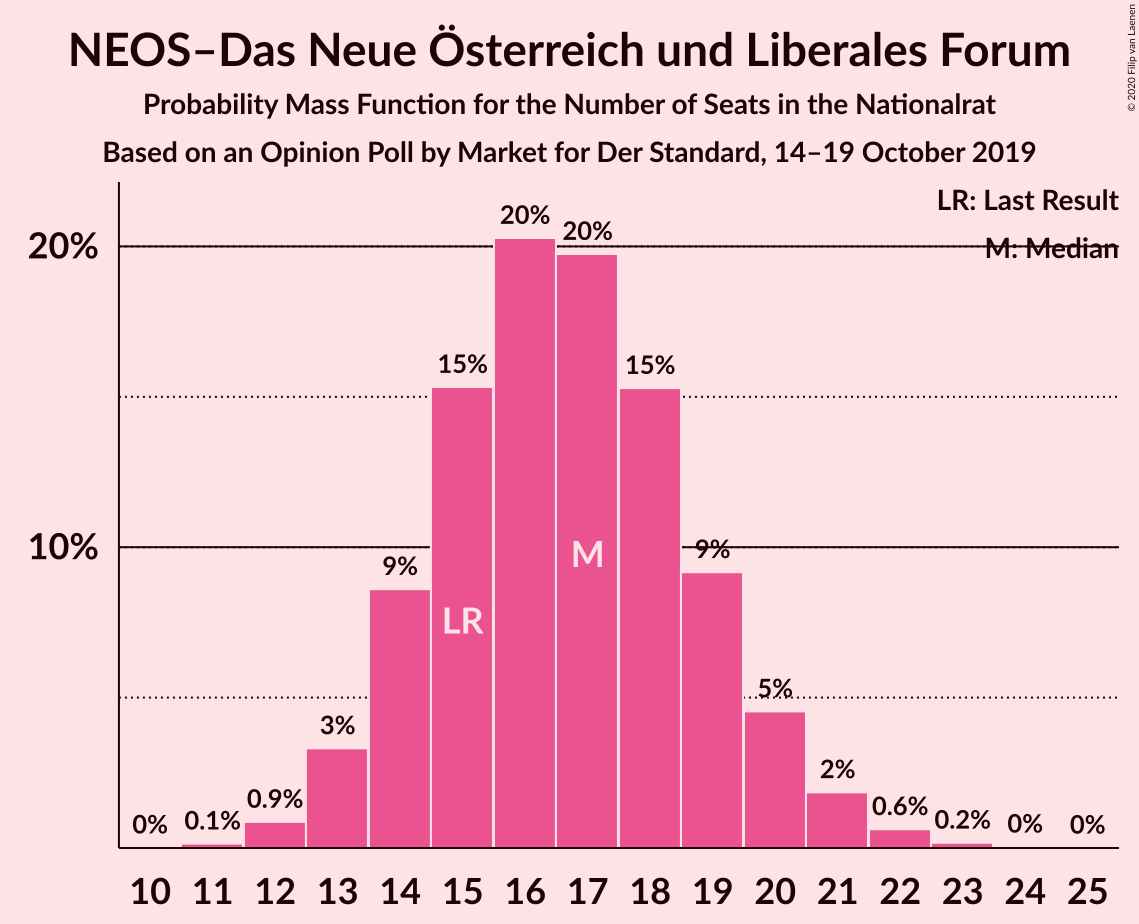 NEOS–Das Neue Österreich und Liberales Forum
Probability Mass Function for the Number of Seats in the Nationalrat
Based on an Opinion Poll by Market for Der Standard, 14–19 October 2019
© 2020 Filip van Laenen
LR: Last Result
M: Median
20%
10%
0%
0.1%
0.9%
3%
9%
15%
20%
20%
15%
9%
5%
2%
0.6%
0.2%
0%
0%
LR
M
10 11 12 13 14 15 16 17 18 19 20 21 22 23 24 25